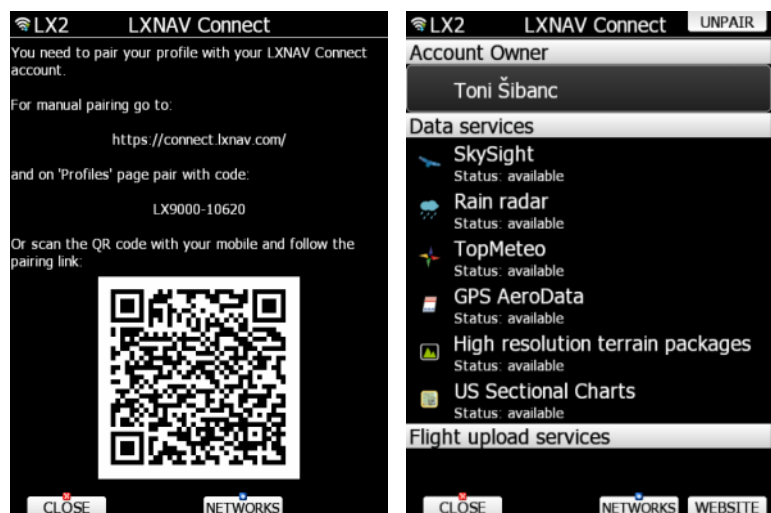 LX2 LXNAV Connect
You need to pair your profile with your LXNAV Connect
account.
For manual pairing go to:
https://connect.lxnav.com/
and on 'Profiles' page pair with code:
LX9000-10620
Or scan the QR code with your mobile and follow the
pairing link:
CLOSE NETWORKS
LX2 LXNAV Connect UNPAIR
Account Owner
Toni Šibanc
Data services
SkySight
Status: available
Rain radar
Status: available
TopMeteo
Status: available
GPS AeroData
Status: available
High resolution terrain packages
Status: available
US Sectional Charts
Status: available
Flight upload services
CLOSE NETWORKS WEBSITE